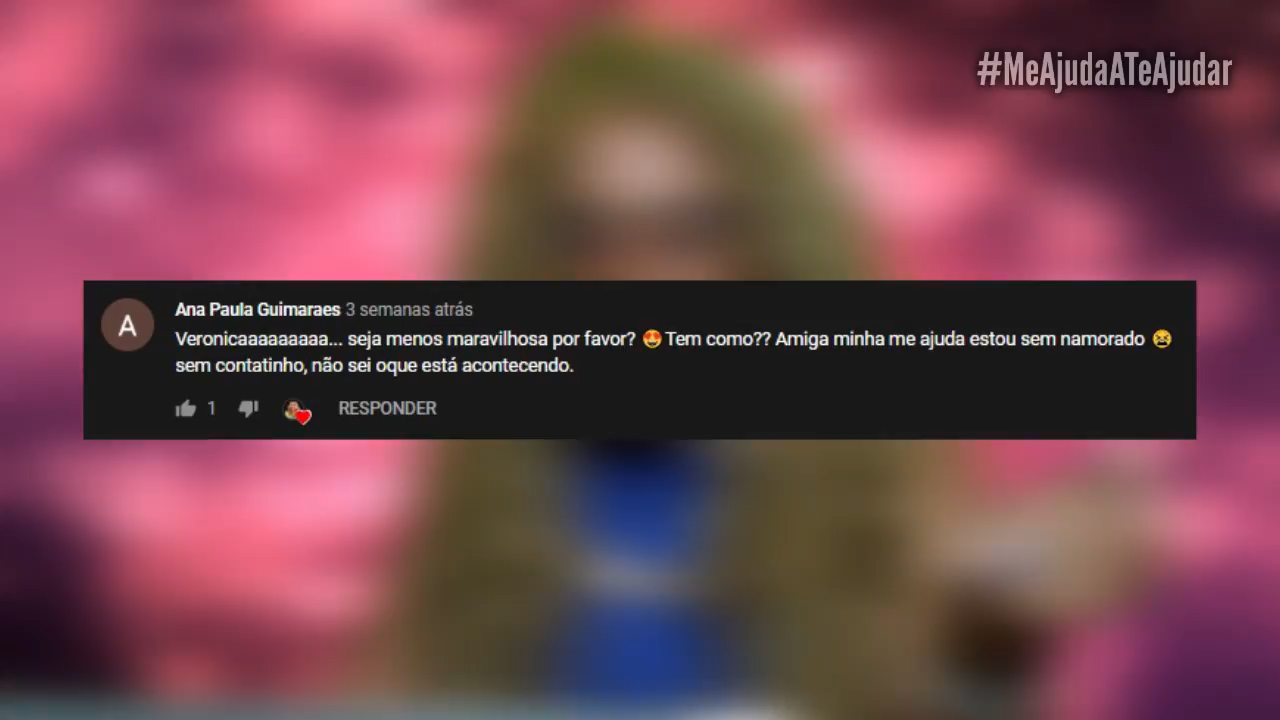 #MeAjudaATeAjudar
Ana Paula Guimaraes 3 semanas atrás
Veronicaaaaaaaaa... seja menos maravilhosa por favor? 😍 Tem como?? Amiga minha me ajuda estou sem namorado 😫
sem contatinho, não sei oque está acontecendo.
1 RESPONDER
A